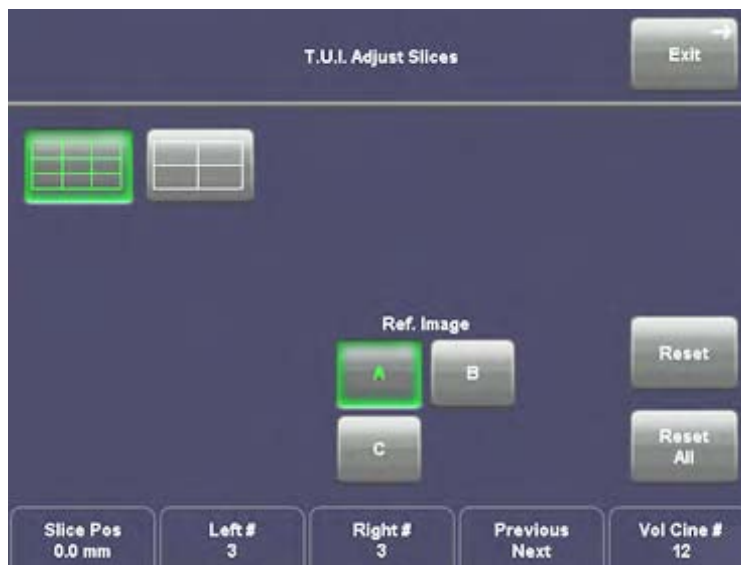 T.U.I. Adjust Slices
Exit
Ref. Image
A
B
C
Reset
Reset
All
Slice Pos
0.0 mm
Left #
3
Right #
3
Previous
Next
Vol Cine #
12